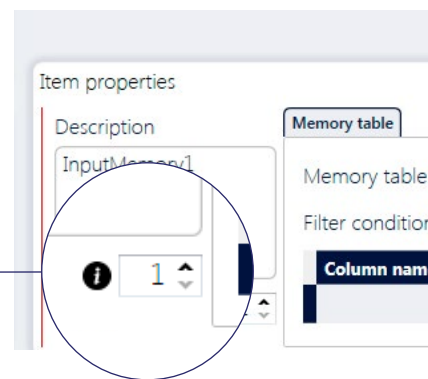 Item properties
Description
Memory table
InputMemory1
Memory table
Filter condition
Column nam
1